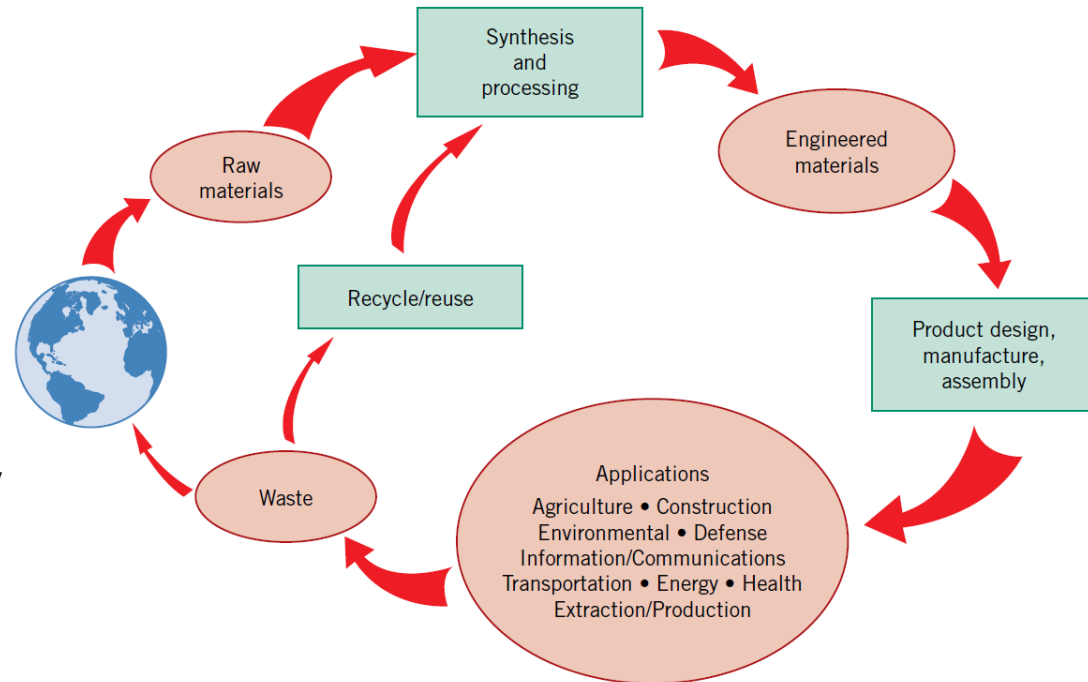 Synthesis
and
processing
Raw
materials
Engineered
materials
Recycle/reuse
Product design,
manufacture,
assembly
Waste
Applications
Agriculture • Construction
Environmental • Defense
Information/Communications
Transportation • Energy • Health
Extraction/Production